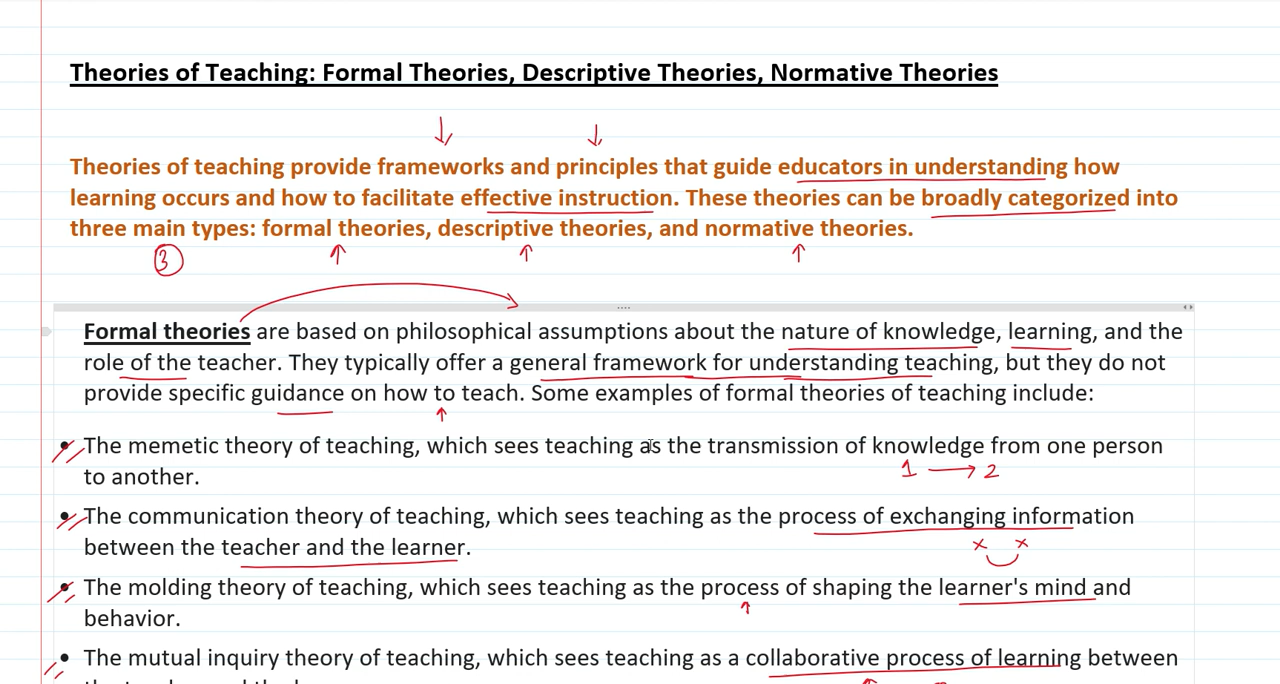 Theories of Teaching: Formal Theories, Descriptive Theories, Normative Theories
Theories of teaching provide frameworks and principles that guide educators in understanding how
learning occurs and how to facilitate effective instruction. These theories can be broadly categorized into
three main types: formal theories, descriptive theories, and normative theories.
3
Formal theories are based on philosophical assumptions about the nature of knowledge, learning, and the
role of the teacher. They typically offer a general framework for understanding teaching, but they do not
provide specific guidance on how to teach. Some examples of formal theories of teaching include:
• The memetic theory of teaching, which sees teaching as the transmission of knowledge from one person
1 → 2
to another.
• The communication theory of teaching, which sees teaching as the process of exchanging information
x x
between the teacher and the learner.
• The molding theory of teaching, which sees teaching as the process of shaping the learner's mind and
behavior.
• The mutual inquiry theory of teaching, which sees teaching as a collaborative process of learning between